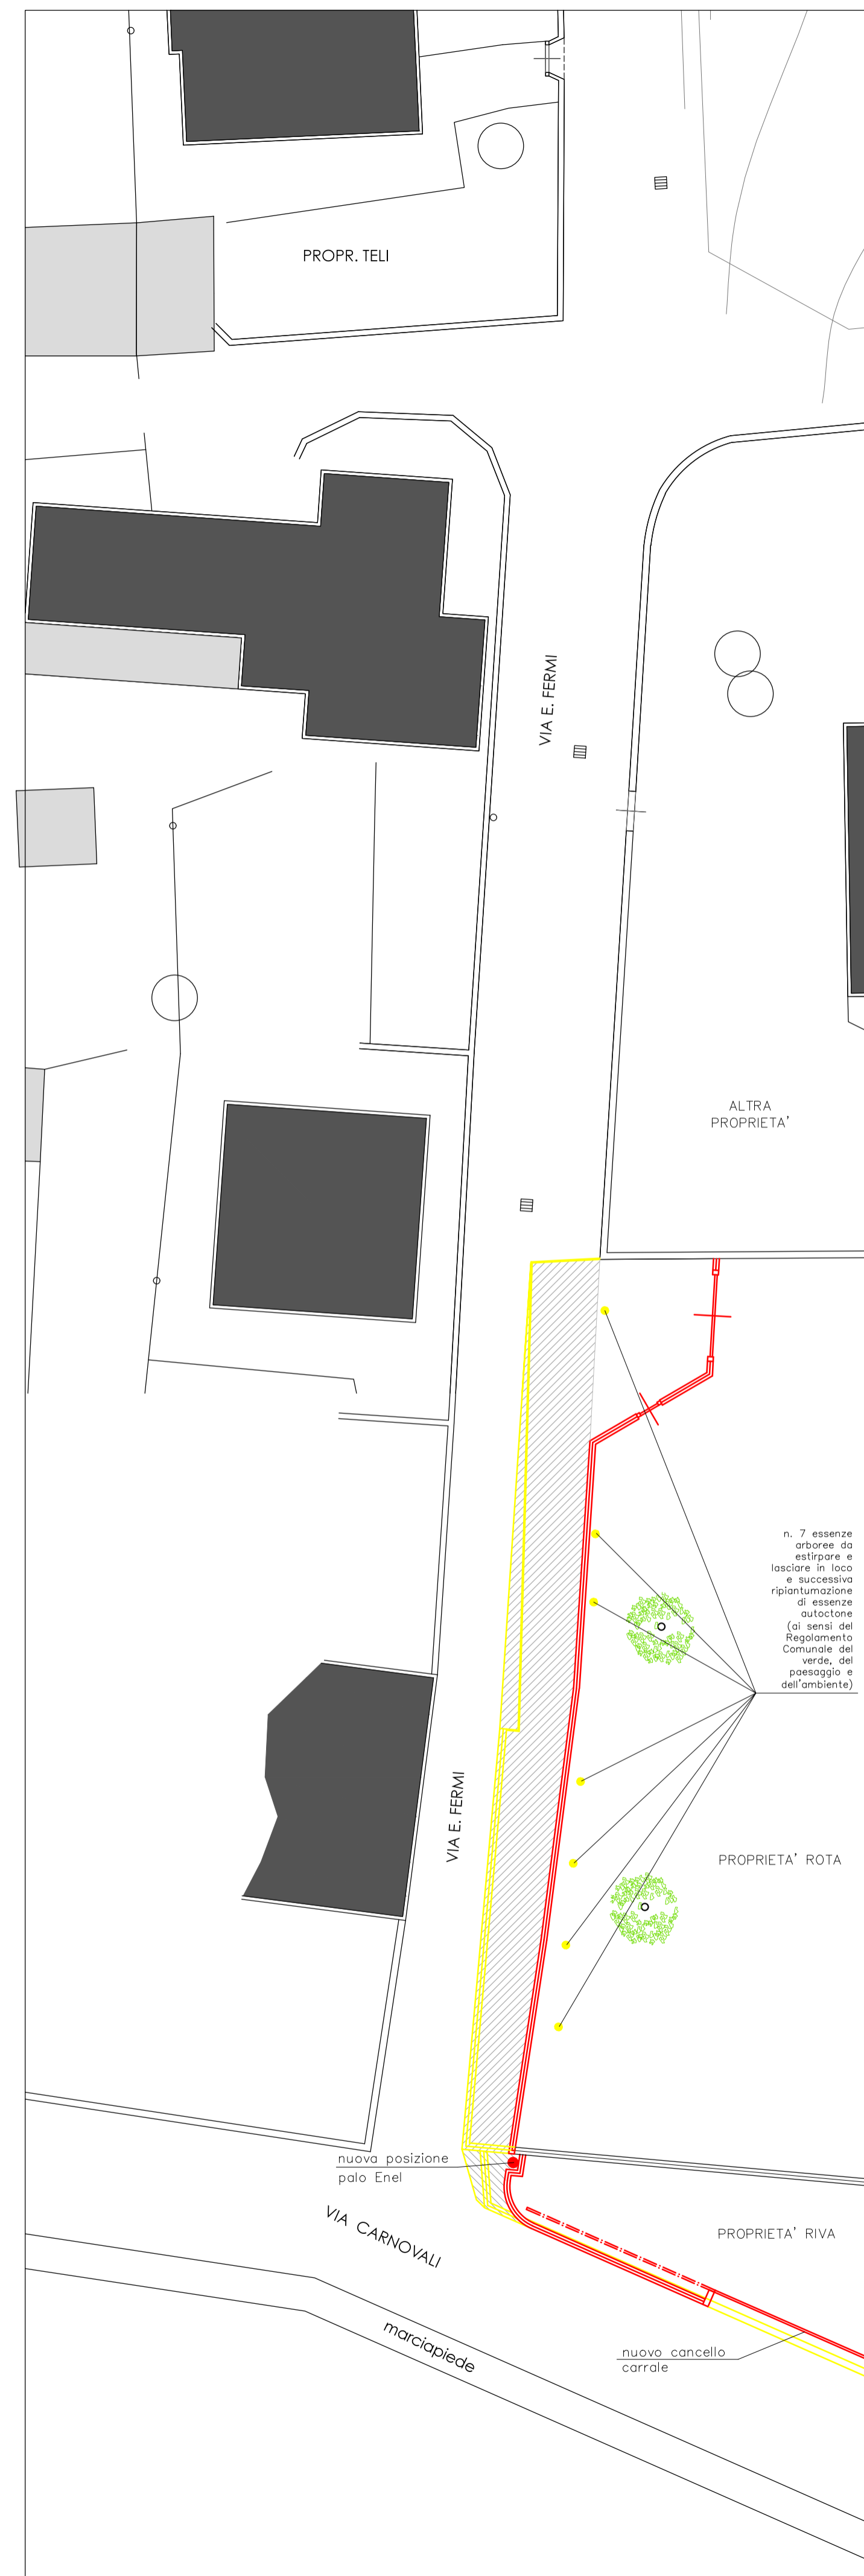 PROPR. TELI
VIA E. FERMI
ALTRA
PROPRIETA'
n. 7 essenze
arboree da
estirpare e
lasciare in loco
e successiva
ripiantumazione
di essenze
autoctone
(ai sensi del
Regolamento
Comunale del
verde, del
paesaggio e
dell'ambiente)
VIA E. FERMI
PROPRIETA' ROTA
nuova posizione
palo Enel
VIA CARNOVALI
PROPRIETA' RIVA
marciapiede
nuovo cancello
carrale